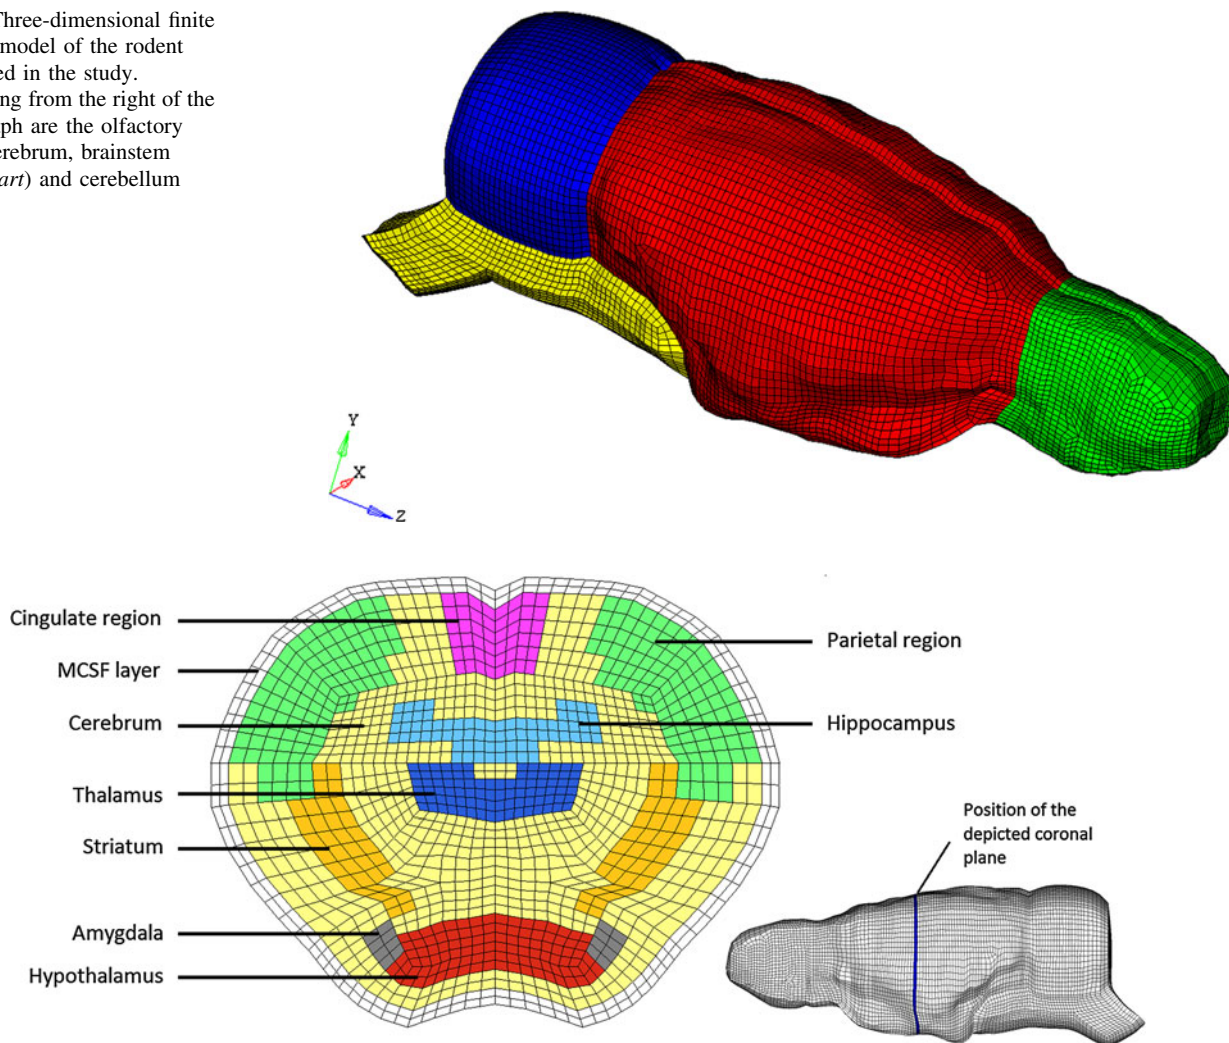 Three-dimensional finite
model of the rodent
ed in the study.
ng from the right of the
ph are the olfactory
erebrum, brainstem
art) and cerebellum
Y
X
Z
Cingulate region
MCSF layer
Cerebrum
Thalamus
Striatum
Amygdala
Hypothalamus
Parietal region
Hippocampus
Position of the
depicted coronal
plane